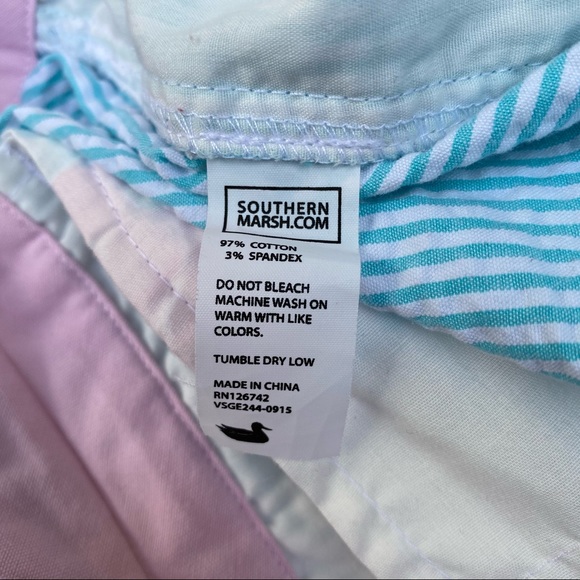 SOUTHERN
MARSH.COM
97% COTTON
3% SPANDEX
DO NOT BLEACH
MACHINE WASH ON
WARM WITH LIKE
COLORS.
TUMBLE DRY LOW
MADE IN CHINA
RN126742
VSGE244-0915